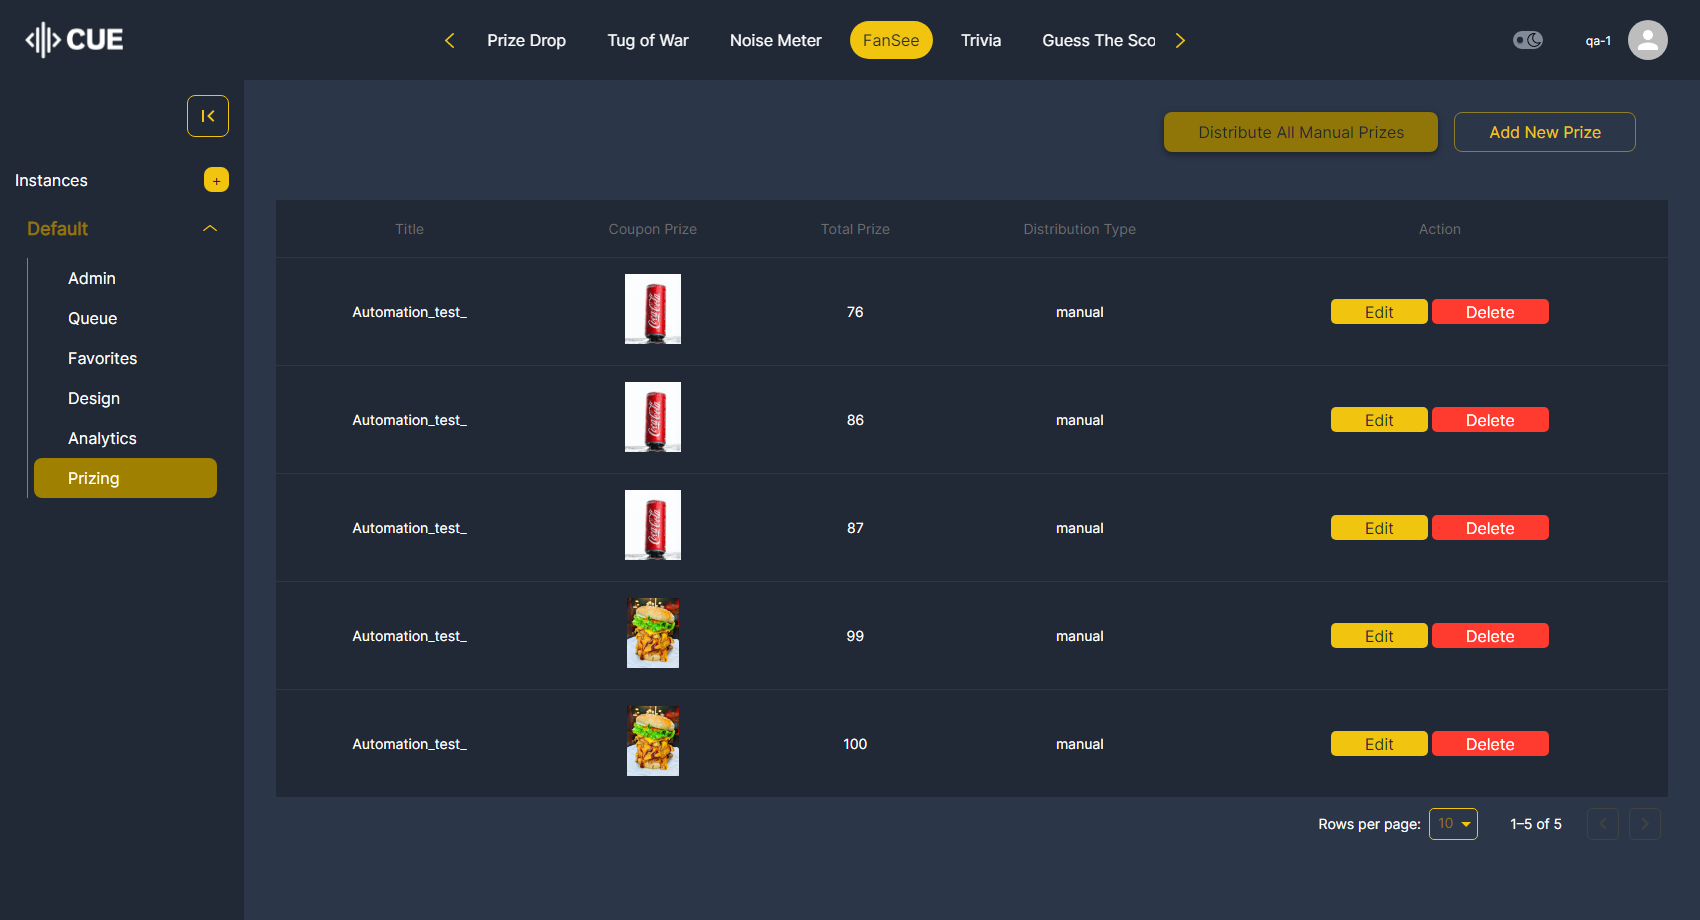 CUE
Prize Drop Tug of War Noise Meter FanSee Trivia Guess The Sco
qa-1
Instances +
Default
Admin
Queue
Favorites
Design
Analytics
Prizing
Distribute All Manual Prizes Add New Prize
Title Coupon Prize Total Prize Distribution Type Action
Automation_test_ Coca-Cola 76 manual Edit Delete
Automation_test_ Coca-Cola 86 manual Edit Delete
Automation_test_ Coca-Cola 87 manual Edit Delete
Automation_test_ 99 manual Edit Delete
Automation_test_ 100 manual Edit Delete
Rows per page: 10 1–5 of 5